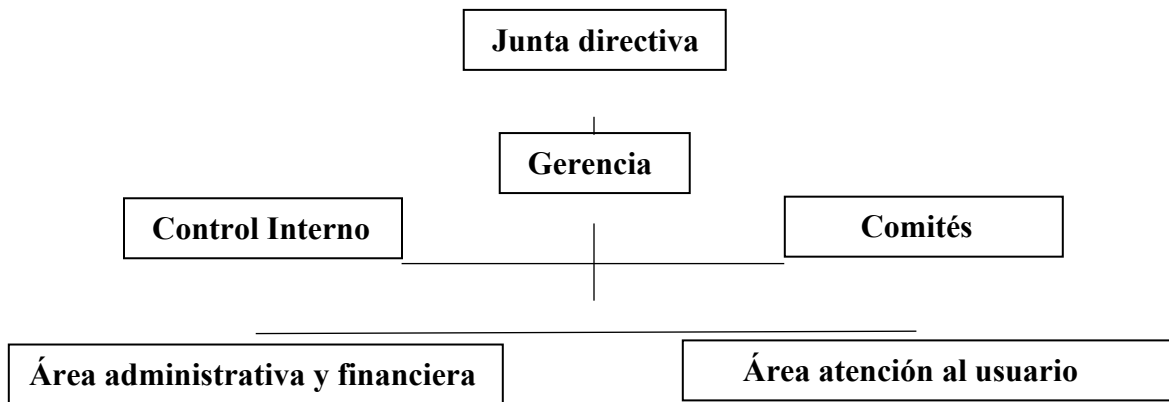 Junta directiva
Gerencia
Control Interno
Comités
Área administrativa y financiera
Área atención al usuario